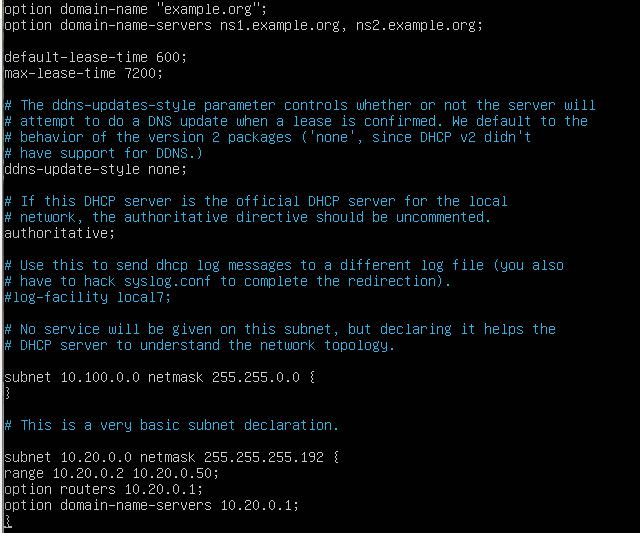 option domain-name "example.org";
option domain-name-servers ns1.example.org, ns2.example.org;
default-lease-time 600;
max-lease-time 7200;
# The ddns-updates-style parameter controls whether or not the server will
# attempt to do a DNS update when a lease is confirmed. We default to the
# behavior of the version 2 packages ('none', since DHCP v2 didn't
# have support for DDNS.)
ddns-update-style none;
# If this DHCP server is the official DHCP server for the local
# network, the authoritative directive should be uncommented.
authoritative;
# Use this to send dhcp log messages to a different log file (you also
# have to hack syslog.conf to complete the redirection).
#log-facility local7;
# No service will be given on this subnet, but declaring it helps the
# DHCP server to understand the network topology.
subnet 10.100.0.0 netmask 255.255.0.0 {
}
# This is a very basic subnet declaration.
subnet 10.20.0.0 netmask 255.255.255.192 {
range 10.20.0.2 10.20.0.50;
option routers 10.20.0.1;
option domain-name-servers 10.20.0.1;
}